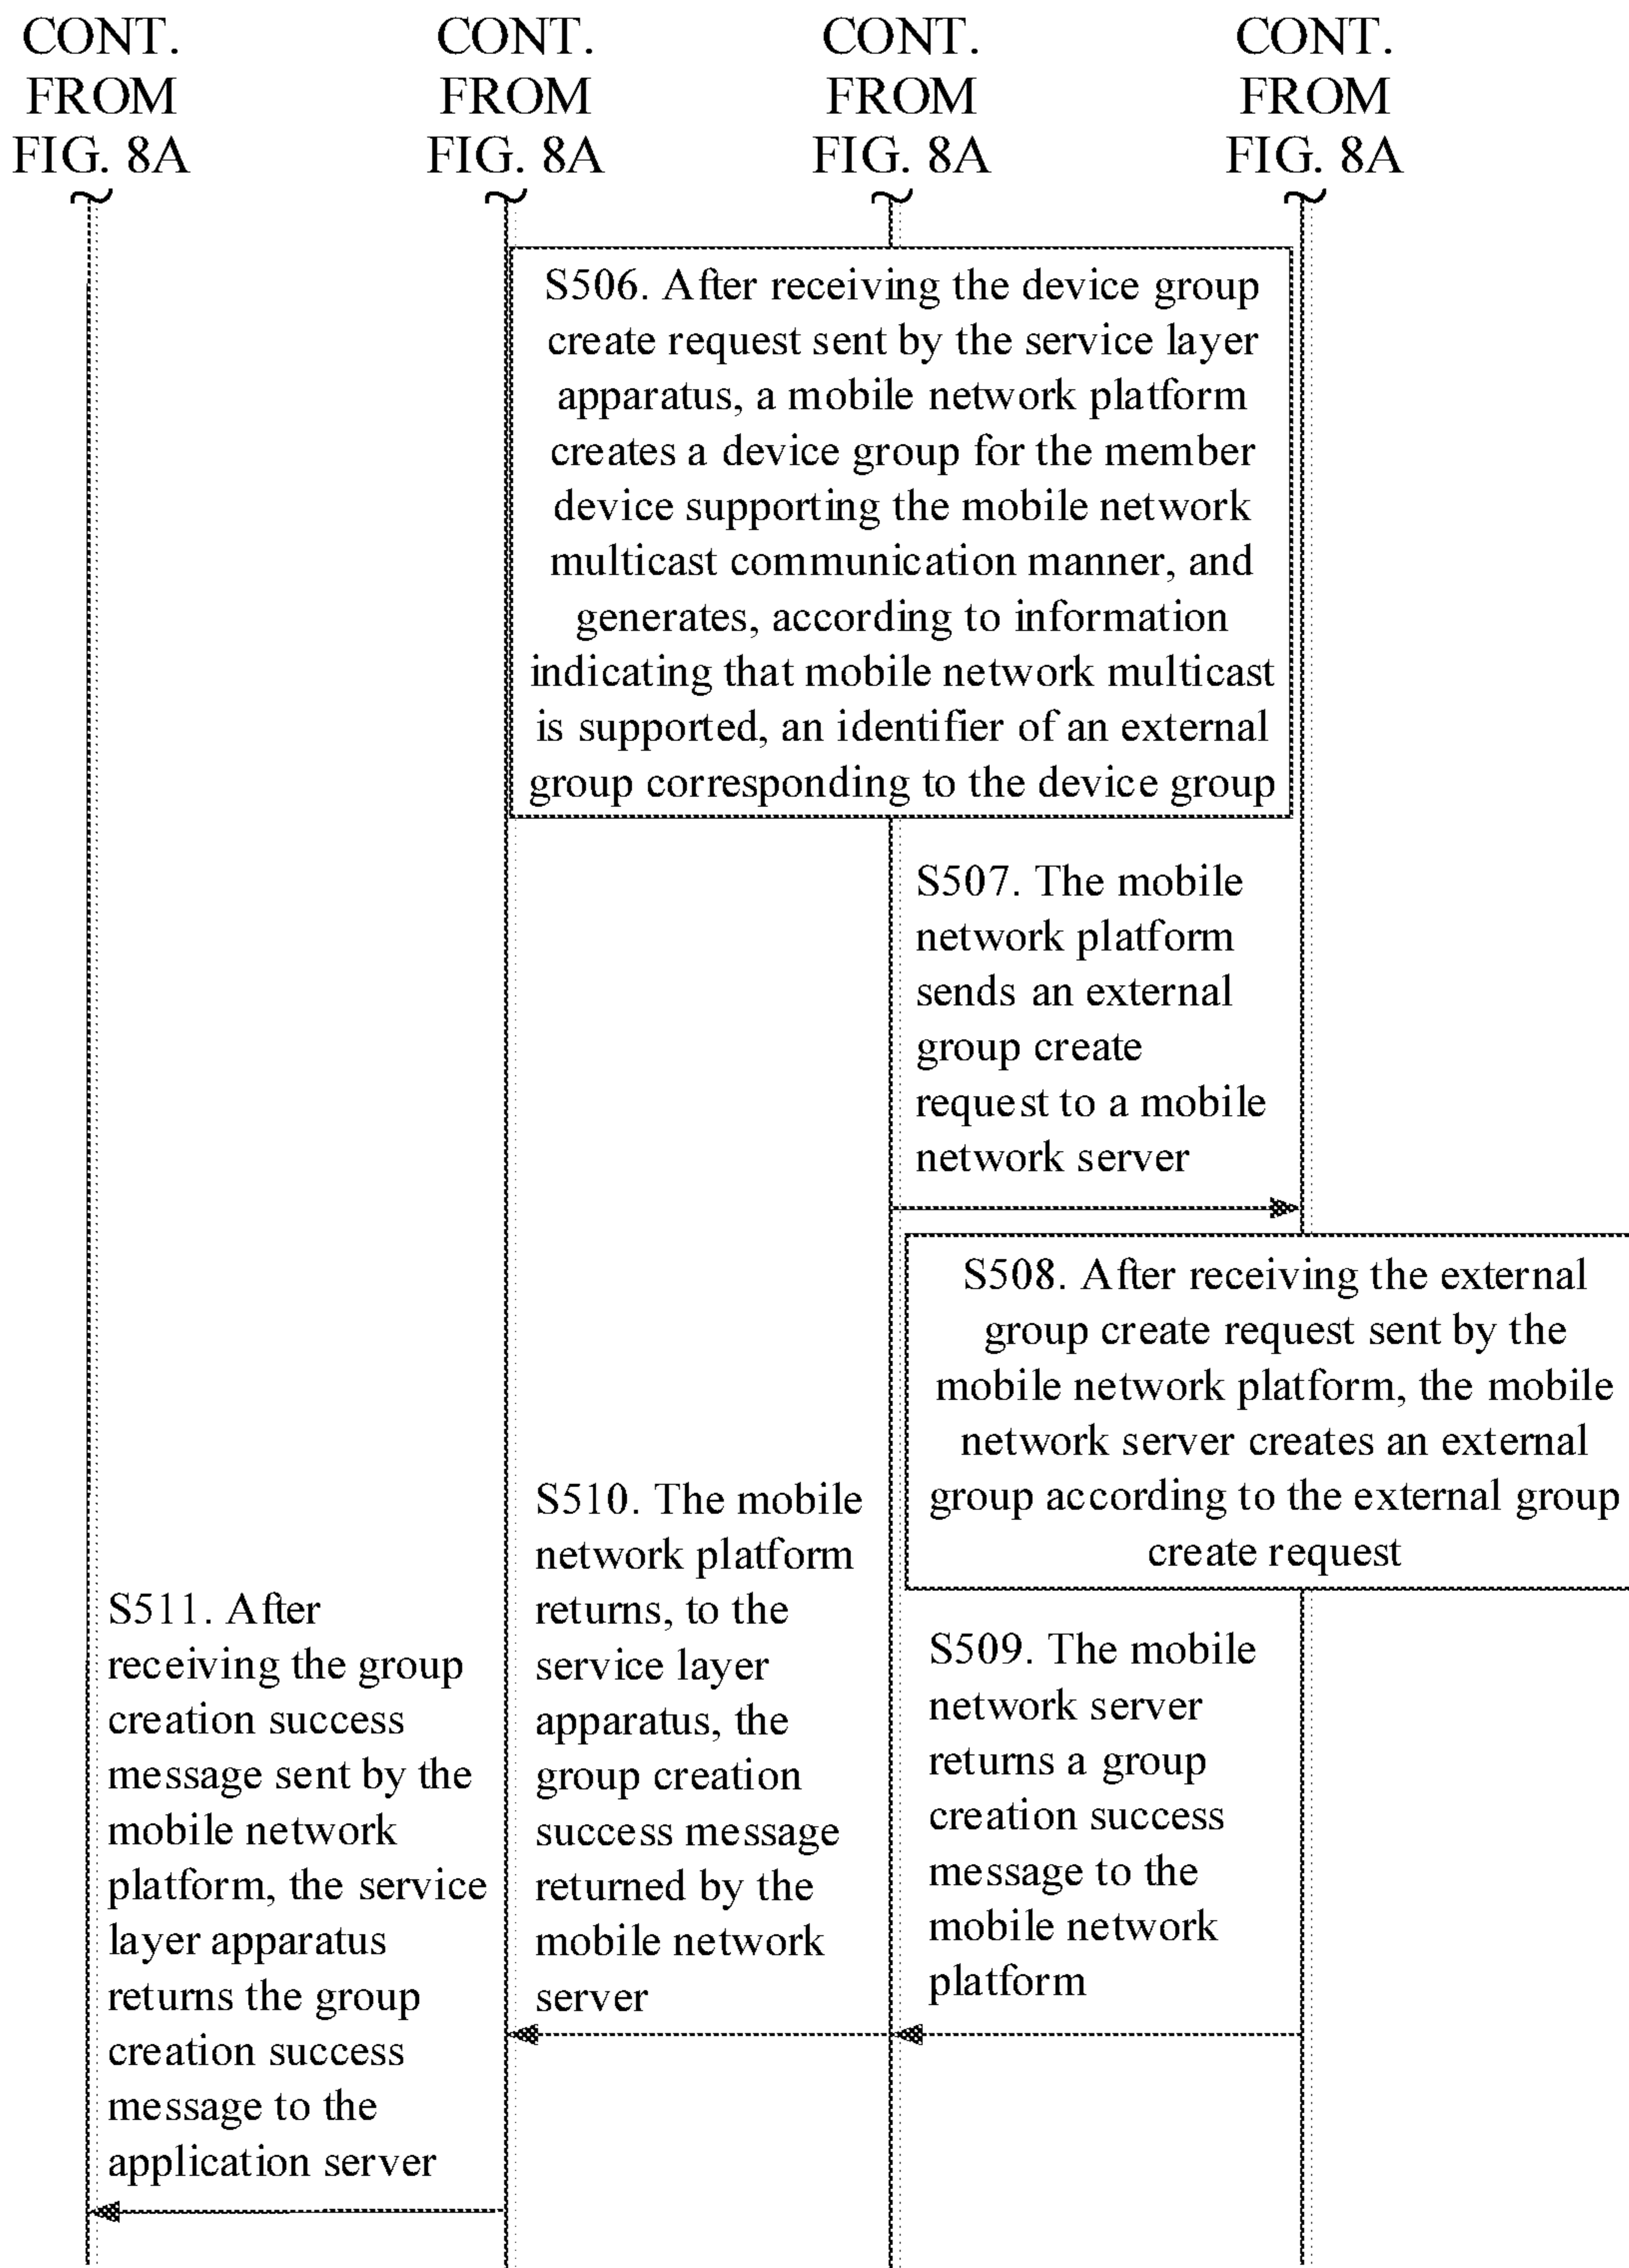 CONT.
FROM
FIG. 8A
CONT.
FROM
FIG. 8A
CONT.
FROM
FIG. 8A
CONT.
FROM
FIG. 8A
S506. After receiving the device group
create request sent by the service layer
apparatus, a mobile network platform
creates a device group for the member
device supporting the mobile network
multicast communication manner, and
generates, according to information
indicating that mobile network multicast
is supported, an identifier of an external
group corresponding to the device group
S507. The mobile
network platform
sends an external
group create
request to a mobile
network server
S508. After receiving the external
group create request sent by the
mobile network platform, the mobile
network server creates an external
group according to the external group
create request
S509. The mobile
network server
returns a group
creation success
message to the
mobile network
platform
S510. The mobile
network platform
returns, to the
service layer
apparatus, the
group creation
success message
returned by the
mobile network
server
S511. After
receiving the group
creation success
message sent by the
mobile network
platform, the service
layer apparatus
returns the group
creation success
message to the
application server